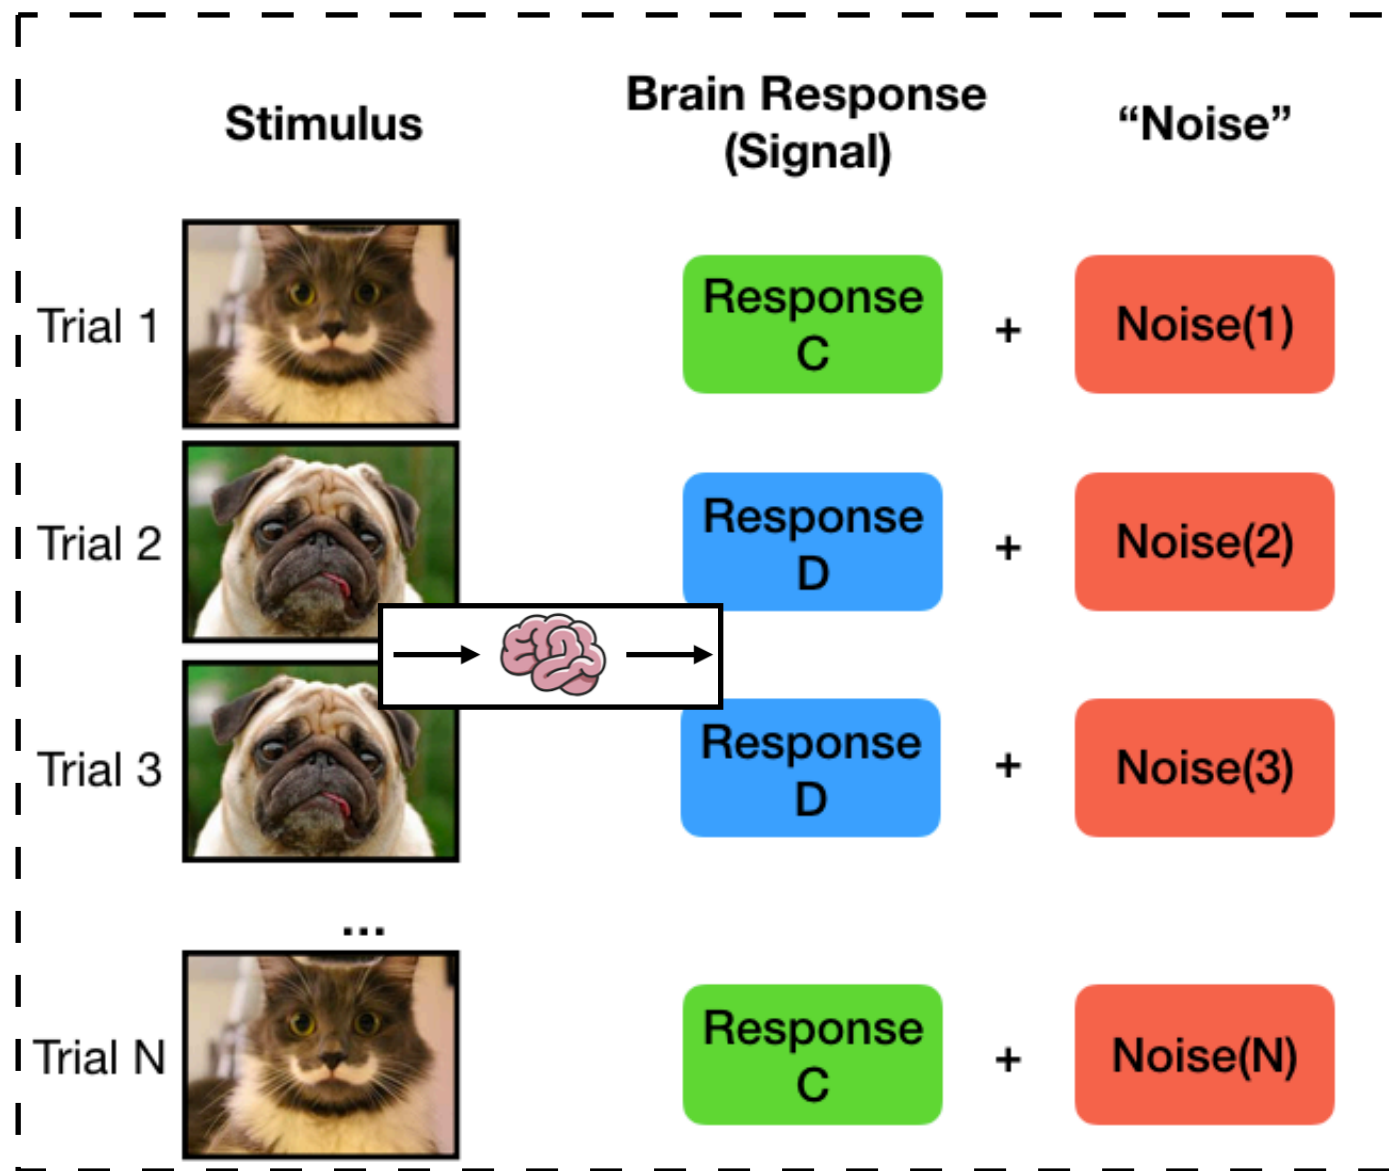 Stimulus
Brain Response
(Signal)
“Noise”
Trial 1
Response
C
+
Noise(1)
Trial 2
Response
D
+
Noise(2)
Trial 3
Response
D
+
Noise(3)
...
Trial N
Response
C
+
Noise(N)